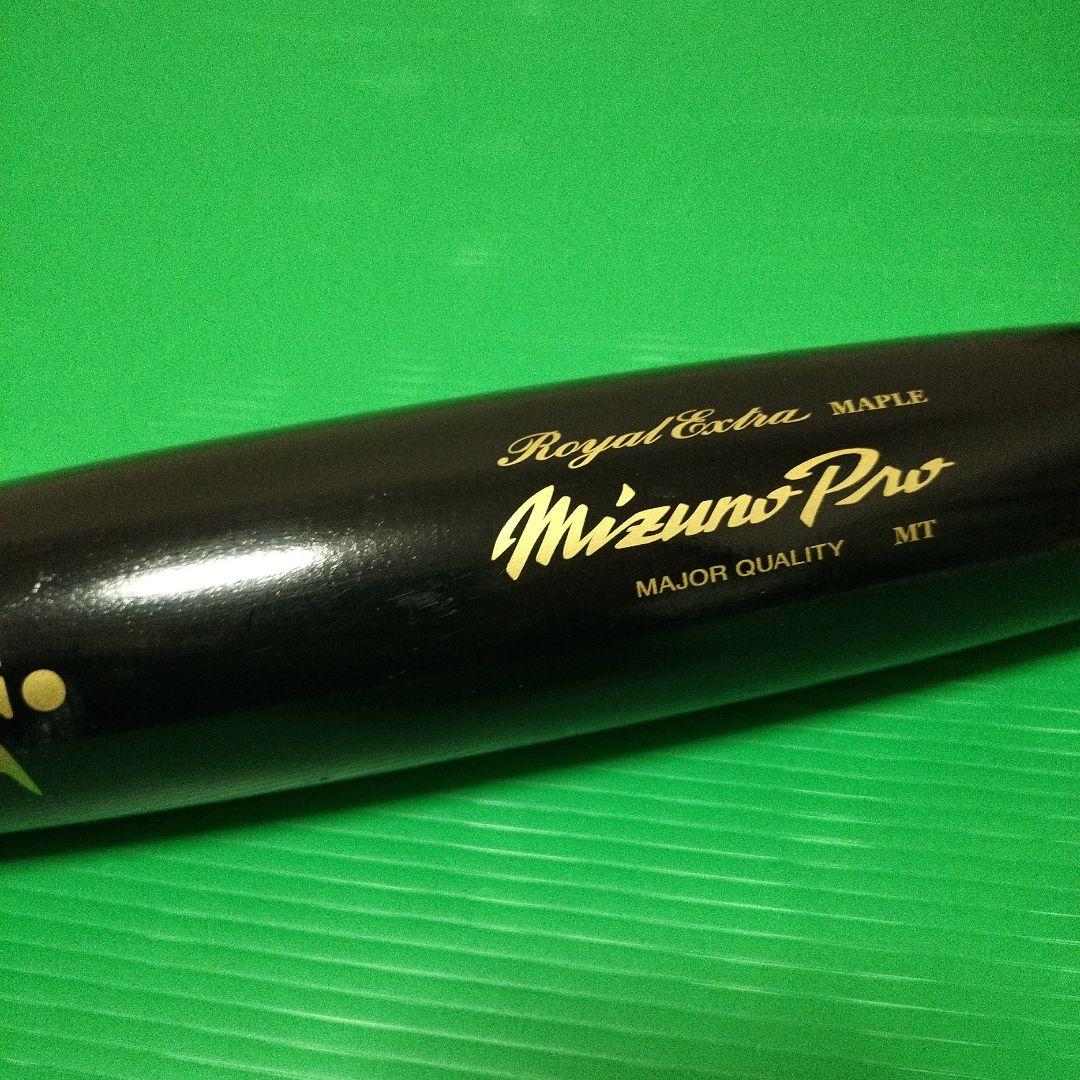 Royal Extra MAPLE
Mizuno Pro
MAJOR QUALITY MT